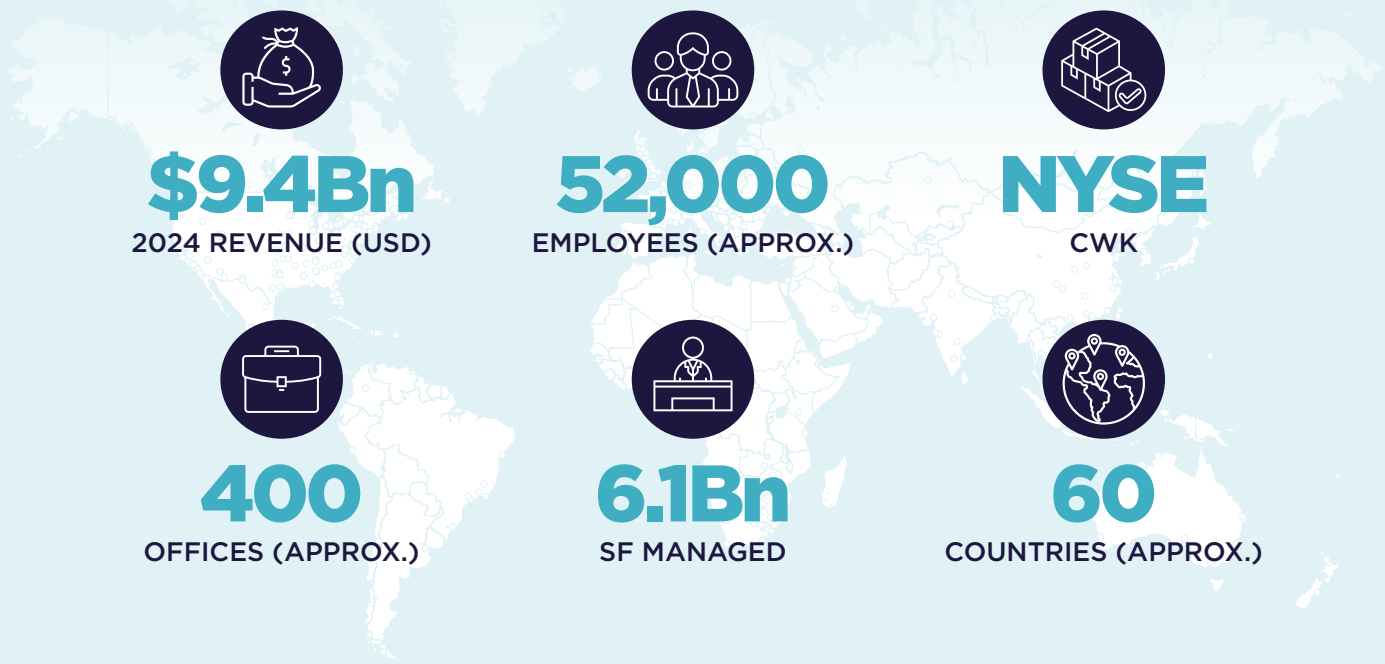 $
$9.4Bn
2024 REVENUE (USD)
52,000
EMPLOYEES (APPROX.)
NYSE
CWK
400
OFFICES (APPROX.)
6.1Bn
SF MANAGED
60
COUNTRIES (APPROX.)